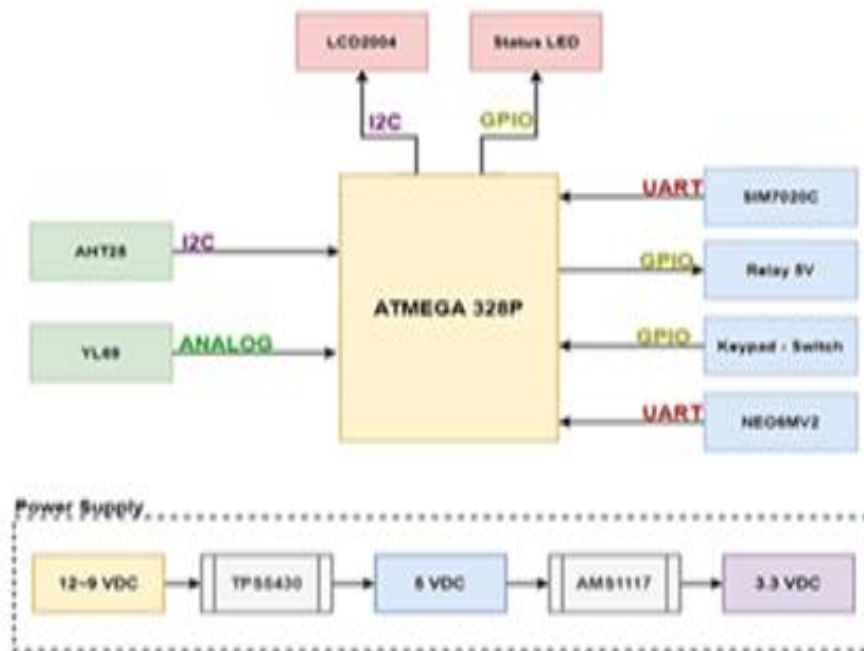 LCD2004
Status LED
I2C
GPIO
UART
SIM7020C
AHT25
I2C
GPIO
Relay 5V
ATMEGA 328P
YL69
ANALOG
GPIO
Keypad - Switch
UART
NEO6MV2
Power Supply
12~9 VDC
TPS5430
5 VDC
AMS1117
3.3 VDC